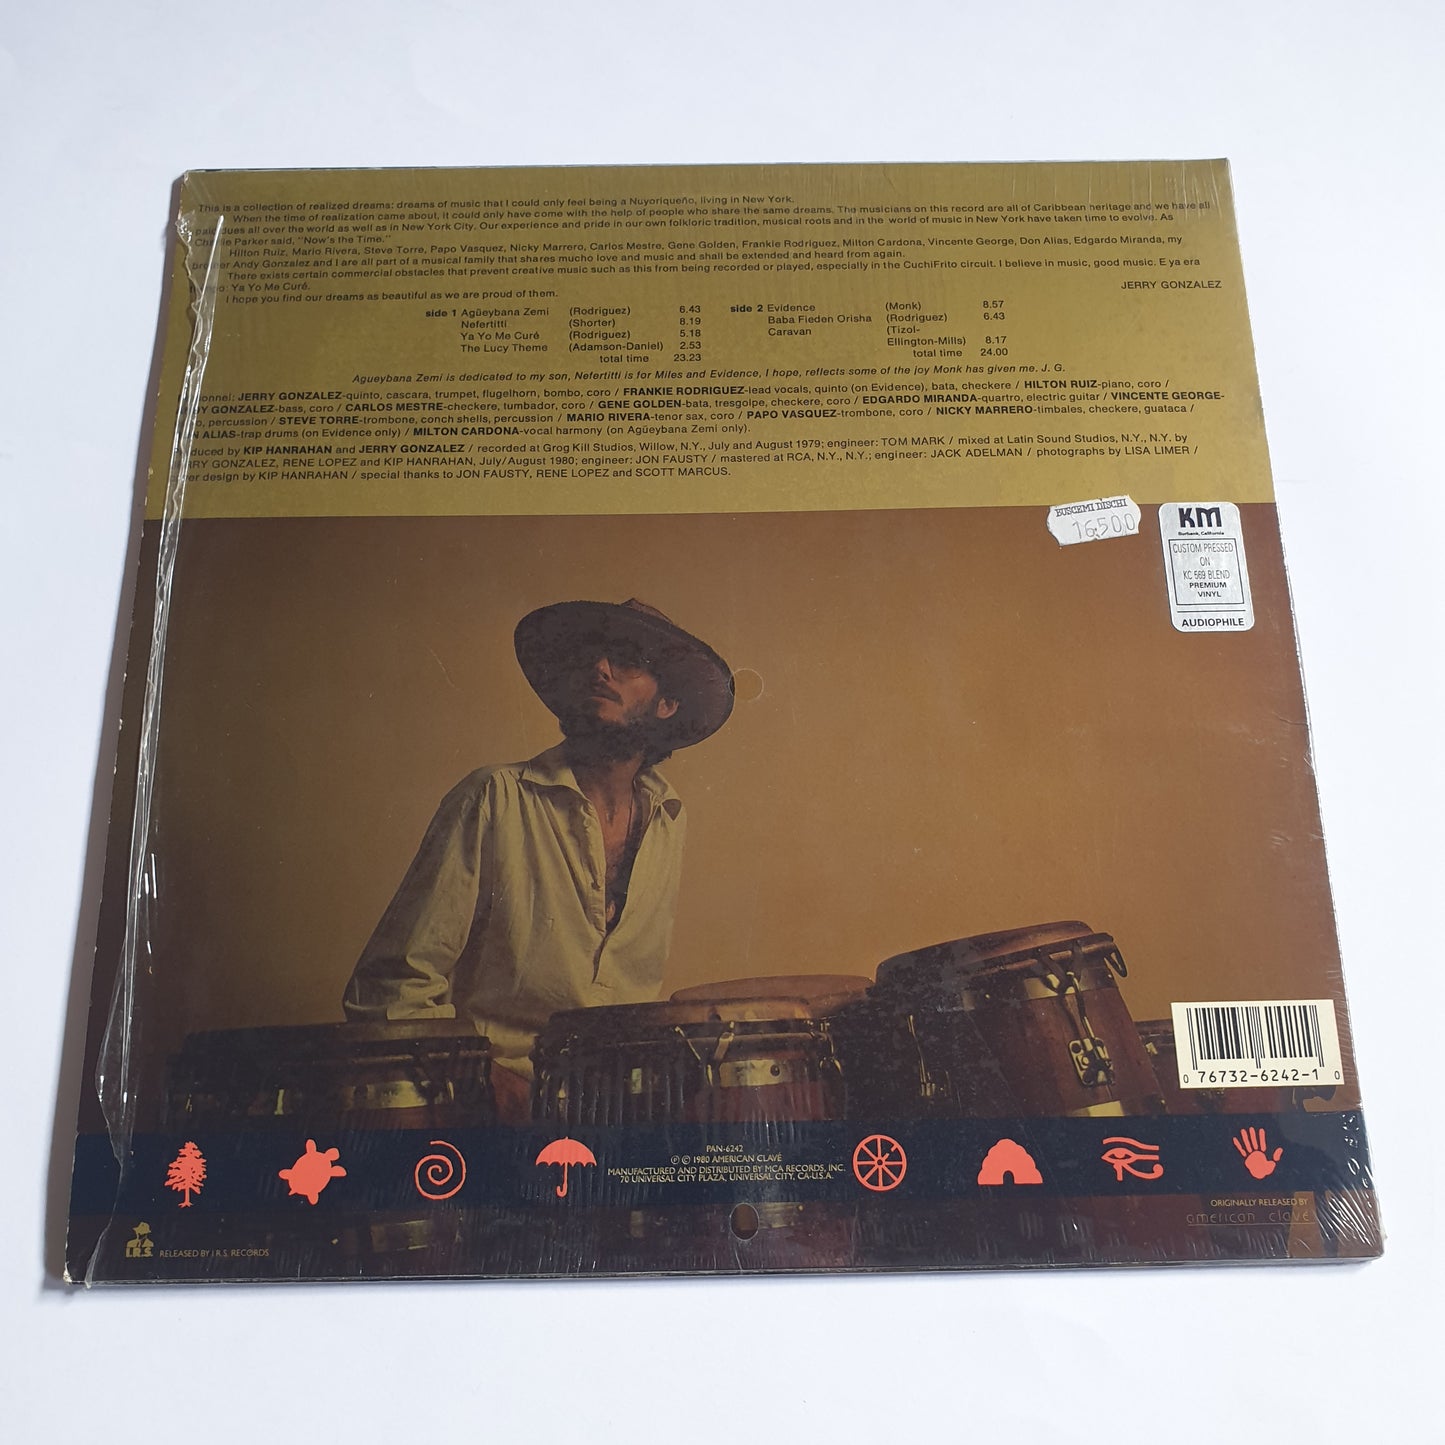 This is a collection of realized dreams: dreams of music that I could only feel being a Nuyoriqueño, living in New York.
When the time of realization came about, it could only have come with the help of people who share the same dreams. The musicians on this record are all of Caribbean heritage and we have all
paid dues all over the world as well as in New York City. Our experience and pride in our own folkloric tradition, musical roots and in the world of music in New York have taken time to evolve. As
Charlie Parker said, "Now's the Time."
Hilton Ruiz, Mario Rivera, Steve Torre, Papo Vasquez, Nicky Marrero, Carlos Mestre, Gene Golden, Frankie Rodriguez, Milton Cardona, Vincente George, Don Alias, Edgardo Miranda, my
brother Andy Gonzalez and I are all part of a musical family that shares mucho love and music and shall be extended and heard from again.
There exists certain commercial obstacles that prevent creative music such as this from being recorded or played, especially in the CuchiFrito circuit. I believe in music, good music. E ya era
Ya Yo Me Curé.
I hope you find our dreams as beautiful as we are proud of them.
JERRY GONZALEZ
side 1 Agüeybana Zemi (Rodriguez) 6.43
Nefertitti (Shorter) 8.19
Ya Yo Me Curé (Rodriguez) 5.18
The Lucy Theme (Adamson-Daniel) 2.53
total time 23.23
side 2 Evidence (Monk) 8.57
Baba Fieden Orisha (Rodriguez) 6.43
Caravan (Tizol-
Ellington-Mills) 8.17
total time 24.00
Agueybana Zemi is dedicated to my son, Nefertitti is for Miles and Evidence, I hope, reflects some of the joy Monk has given me. J. G.
onnel: JERRY GONZALEZ-quinto, cascara, trumpet, flugelhorn, bombo, coro / FRANKIE RODRIGUEZ-lead vocals, quinto (on Evidence), bata, checkere / HILTON RUIZ-piano, coro /
DY GONZALEZ-bass, coro / CARLOS MESTRE-checkere, tumbador, coro / GENE GOLDEN-bata, tresgolpe, checkere, coro / EDGARDO MIRANDA-quartro, electric guitar / VINCENTE GEORGE-
o, percussion / STEVE TORRE-trombone, conch shells, percussion / MARIO RIVERA-tenor sax, coro / PAPO VASQUEZ-trombone, coro / NICKY MARRERO-timbales, checkere, guataca /
N ALIAS-trap drums (on Evidence only) / MILTON CARDONA-vocal harmony (on Agüeybana Zemi only).
oduced by KIP HANRAHAN and JERRY GONZALEZ / recorded at Grog Kill Studios, Willow, N.Y., July and August 1979; engineer: TOM MARK / mixed at Latin Sound Studios, N.Y., N.Y. by
RRY GONZALEZ, RENE LOPEZ and KIP HANRAHAN, July/August 1980; engineer: JON FAUSTY / mastered at RCA, N.Y., N.Y.; engineer: JACK ADELMAN / photographs by LISA LIMER /
er design by KIP HANRAHAN / special thanks to JON FAUSTY, RENE LOPEZ and SCOTT MARCUS.
BUSCEMI DISCHI
16.500
KM
Burbank, California
CUSTOM PRESSED
ON
KC 569 BLEND
PREMIUM
VINYL
AUDIOPHILE
0 76732-6242-1 0
PAN-6242
℗ © 1980 AMERICAN CLAVÉ
MANUFACTURED AND DISTRIBUTED BY MCA RECORDS, INC.
70 UNIVERSAL CITY PLAZA, UNIVERSAL CITY, CA-U.S.A.
ORIGINALLY RELEASED BY
american clavé
I.R.S. RELEASED BY I.R.S. RECORDS